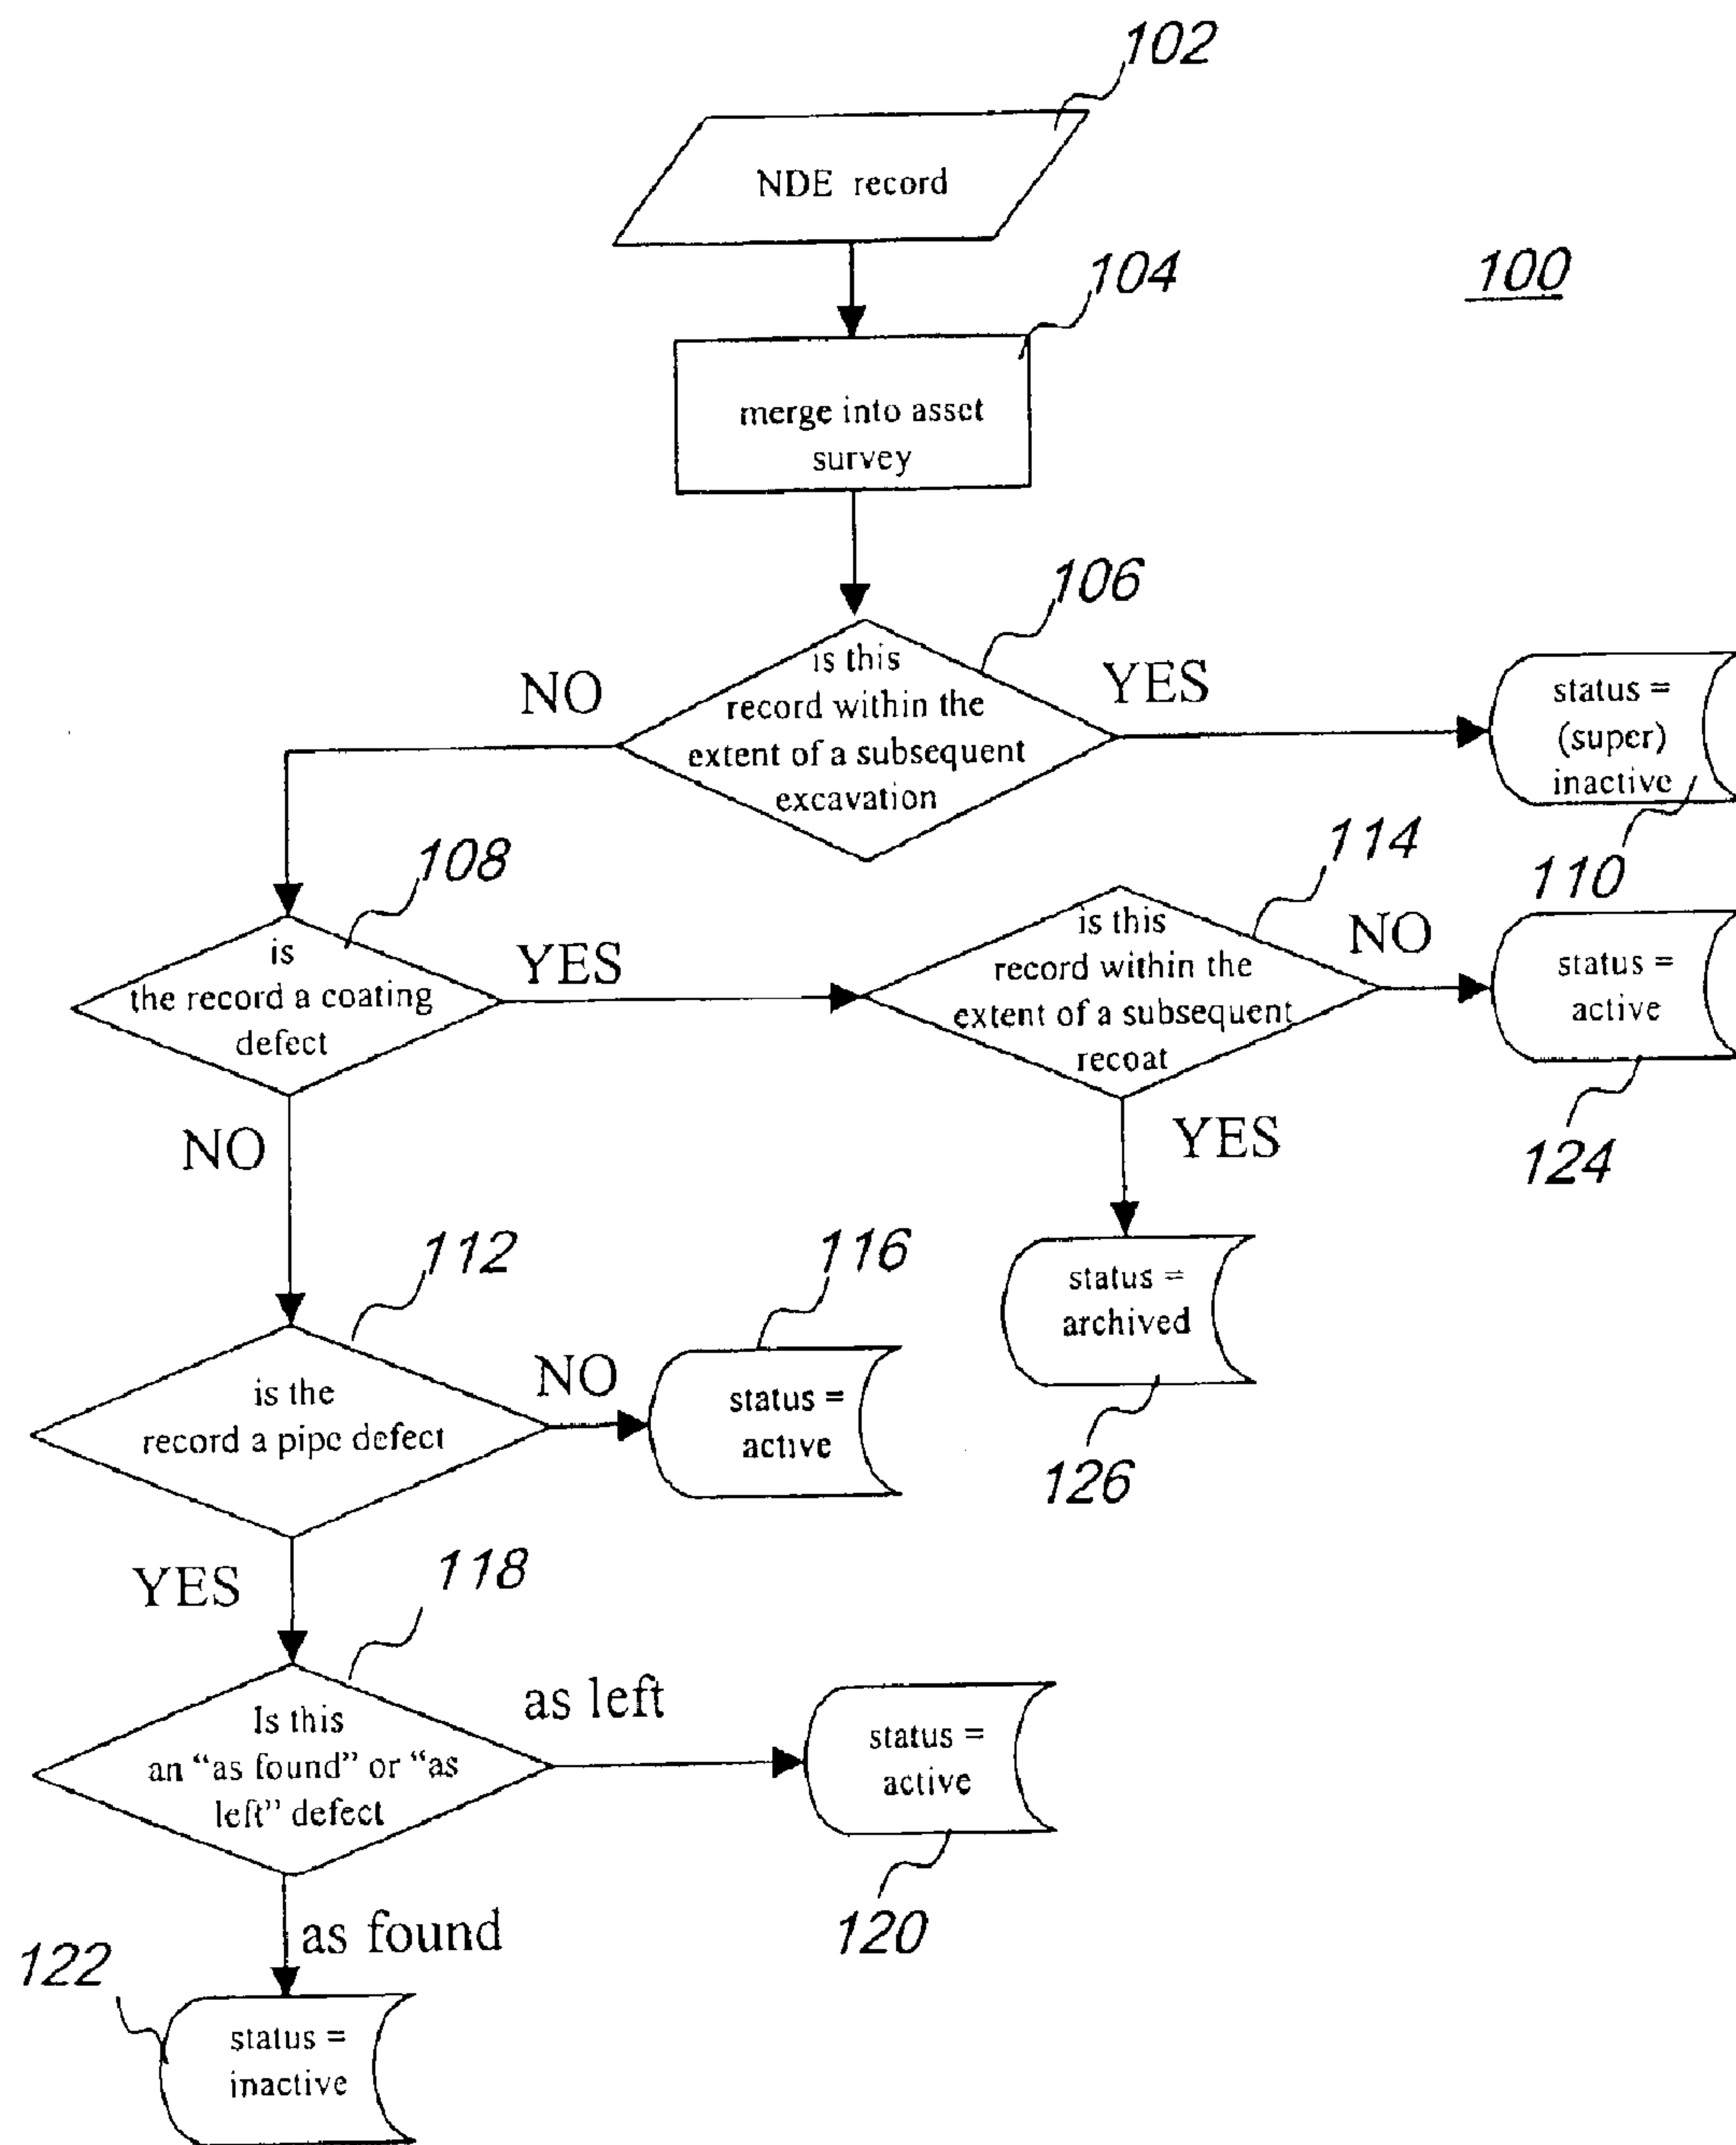 102
NDE record
104
100
merge into asset
survey
106
is this
record within the
extent of a subsequent
excavation
NO
YES
status =
(super)
inactive
110
108
is
the record a coating
defect
YES
114
is this
record within the
extent of a subsequent
recoat
NO
status =
active
124
NO
YES
status =
archived
126
112
is the
record a pipe defect
NO
116
status =
active
YES
118
Is this
an “as found” or “as
left” defect
as left
status =
active
120
as found
122
status =
inactive